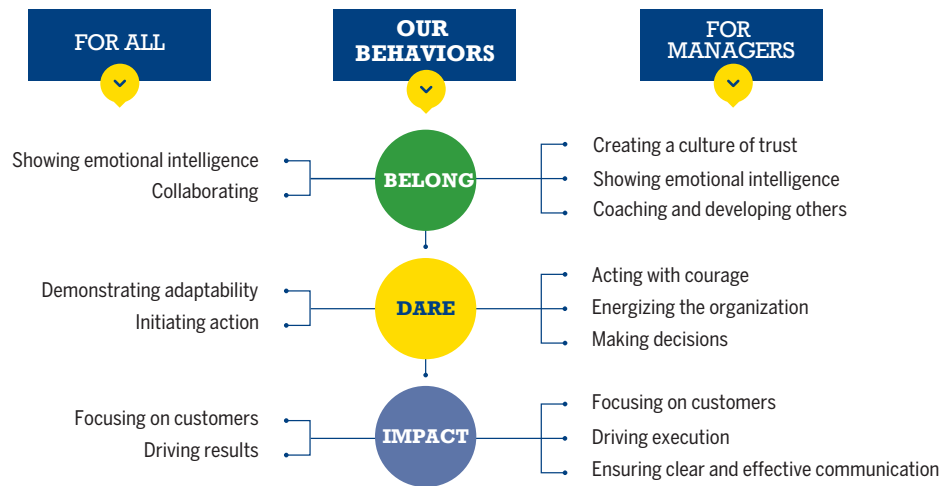 FOR ALL
OUR
BEHAVIORS
FOR
MANAGERS
Showing emotional intelligence
Collaborating
BELONG
Creating a culture of trust
Showing emotional intelligence
Coaching and developing others
Demonstrating adaptability
Initiating action
DARE
Acting with courage
Energizing the organization
Making decisions
Focusing on customers
Driving results
IMPACT
Focusing on customers
Driving execution
Ensuring clear and effective communication